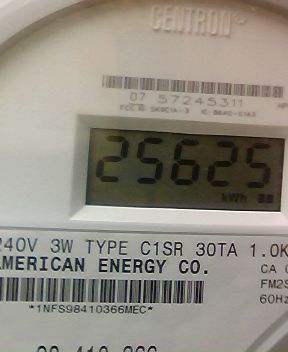 CENTRON®
07 57245311
25625
kWh
240V 3W TYPE C1SR 30TA 1.0K
AMERICAN ENERGY CO.
CA
FM2S
60Hz
*1NFS98410366MEC*